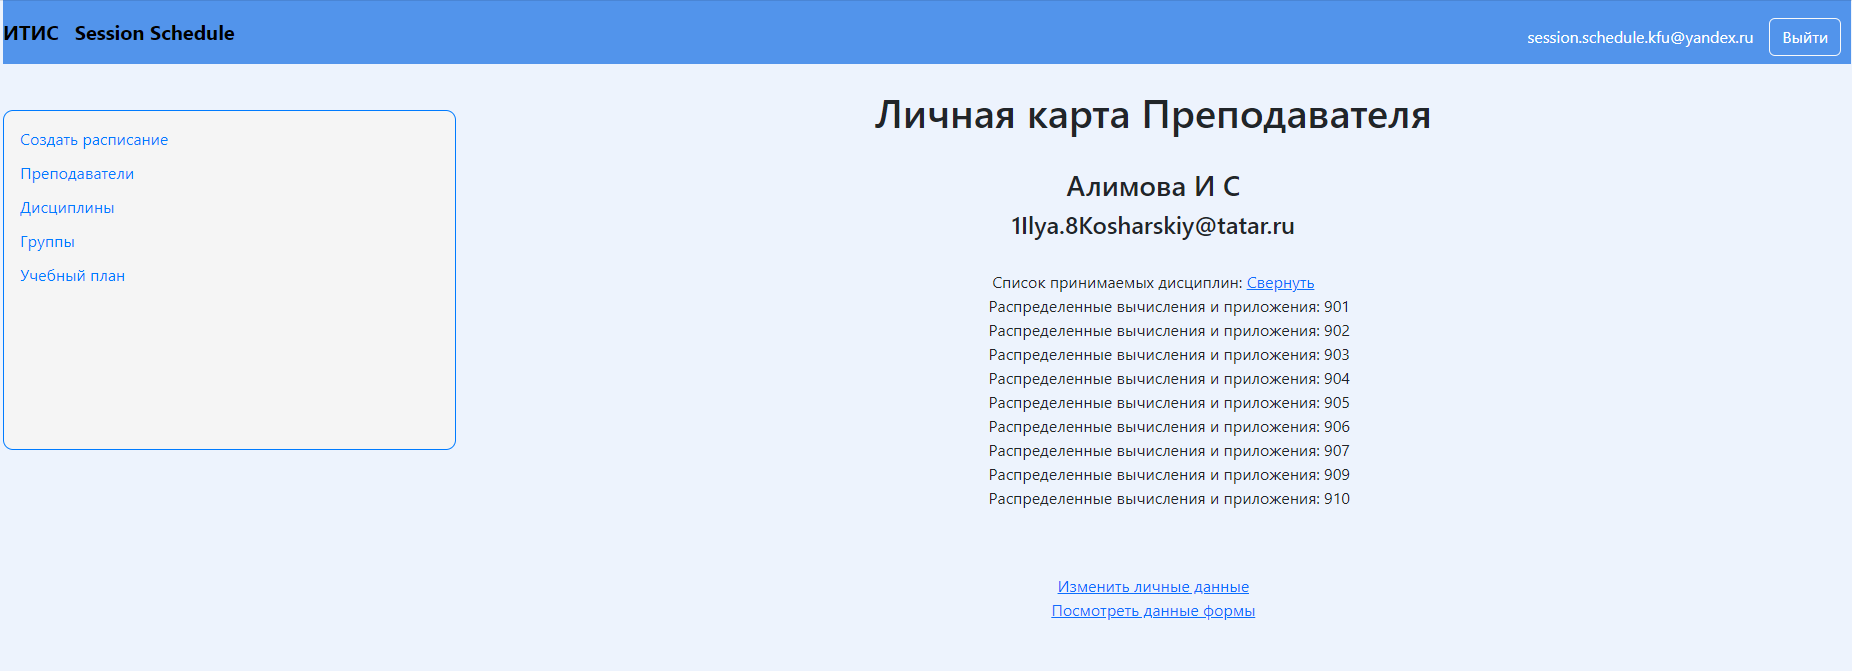 ИТИС Session Schedule
session.schedule.kfu@yandex.ru Выйти
Создать расписание
Преподаватели
Дисциплины
Группы
Учебный план
Личная карта Преподавателя
Алимова И С
1Ilya.8Kosharskiy@tatar.ru
Список принимаемых дисциплин: Свернуть
Распределенные вычисления и приложения: 901
Распределенные вычисления и приложения: 902
Распределенные вычисления и приложения: 903
Распределенные вычисления и приложения: 904
Распределенные вычисления и приложения: 905
Распределенные вычисления и приложения: 906
Распределенные вычисления и приложения: 907
Распределенные вычисления и приложения: 909
Распределенные вычисления и приложения: 910
Изменить личные данные
Посмотреть данные формы